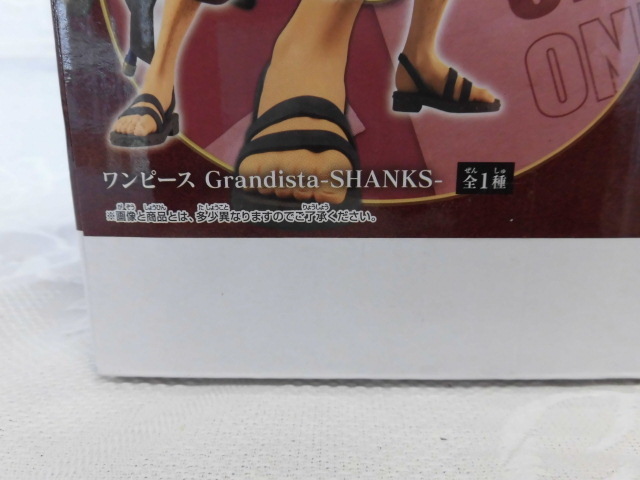 ON
ワンピース Grandista-SHANKS- 全1種
※画像と商品とは、多少異なりますのでご了承ください。